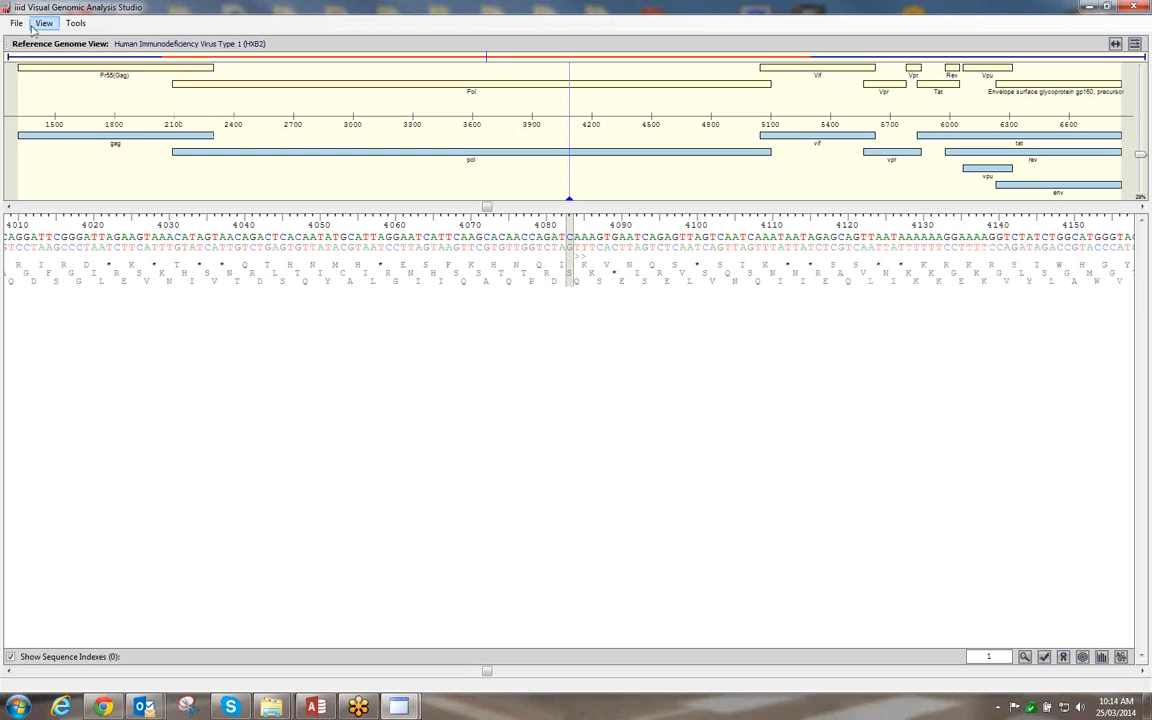 iiid Visual Genomic Analysis Studio
File View Tools
Reference Genome View: Human Immunodeficiency Virus Type 1 (HXB2)
Pr55(Gag) Vif Vpr Rev Vpu
Pol Vpr Tat Envelope surface glycoprotein gp160, precursor
1500 1800 2100 2400 2700 3000 3300 3600 3900 4200 4500 4800 5100 5400 5700 6000 6300 6600
gag vif tat
pol vpr rev
vpu
env
29%
4010 4020 4030 4040 4050 4060 4070 4080 4090 4100 4110 4120 4130 4140 4150
CAGGATTCGGGATTAGAAGTAAACATAGTAACAGACTCACAATATGCATTAGGAATCATTCAAGCACAACCAGATCAAAGTGAATCAGAGTTAGTCAATCAAATAATAGAGCAGTTAATAAAAAAGGAAAAGGTCTATCTGGCATGGGTA
GTCCTAAGCCCTAATCTTCATTTGTATCATTGTCTGAGTGTTATACGTAATCCTTAGTAAGTTCGTGTTGGTCTAGTTTCACTTAGTCTCAATCAGTTAGTTTATTATCTCGTCAATTATTTTTTCCTTTTCCAGATAGACCGTACCCAT
>>
R I R D * K * T * * Q T H N M H * E S F K H N Q I K V N Q S * S I K * * S S * * K R K R S I W H G Y
G F G I R S K H S N R L T I C I R N H S S T T R S K * I R V S Q S N N R A V N K K G K G L S G M G
Q D S G L E V N I V T D S Q Y A L G I I Q A Q P D Q S E S E L V N Q I I E Q L I K K E K V Y L A W V
Show Sequence Indexes (0):
1
10:14 AM
25/03/2014